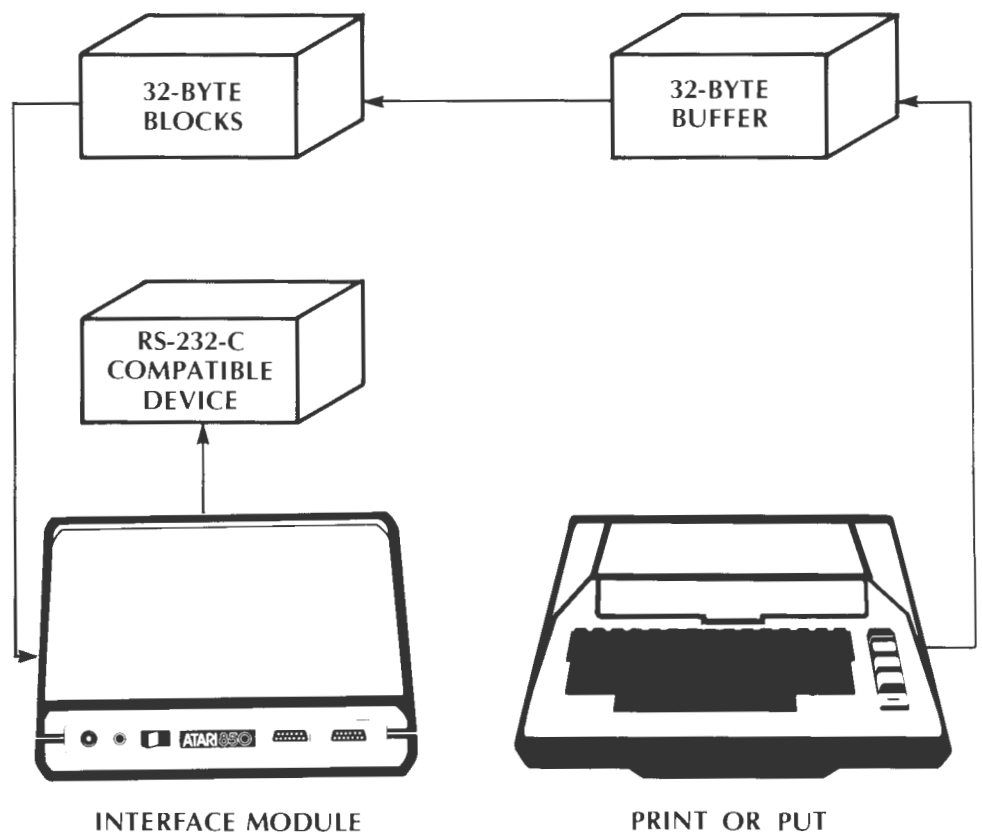 32-BYTE
BLOCKS
32-BYTE
BUFFER
RS-232-C
COMPATIBLE
DEVICE
ATARI 850
INTERFACE MODULE
PRINT OR PUT